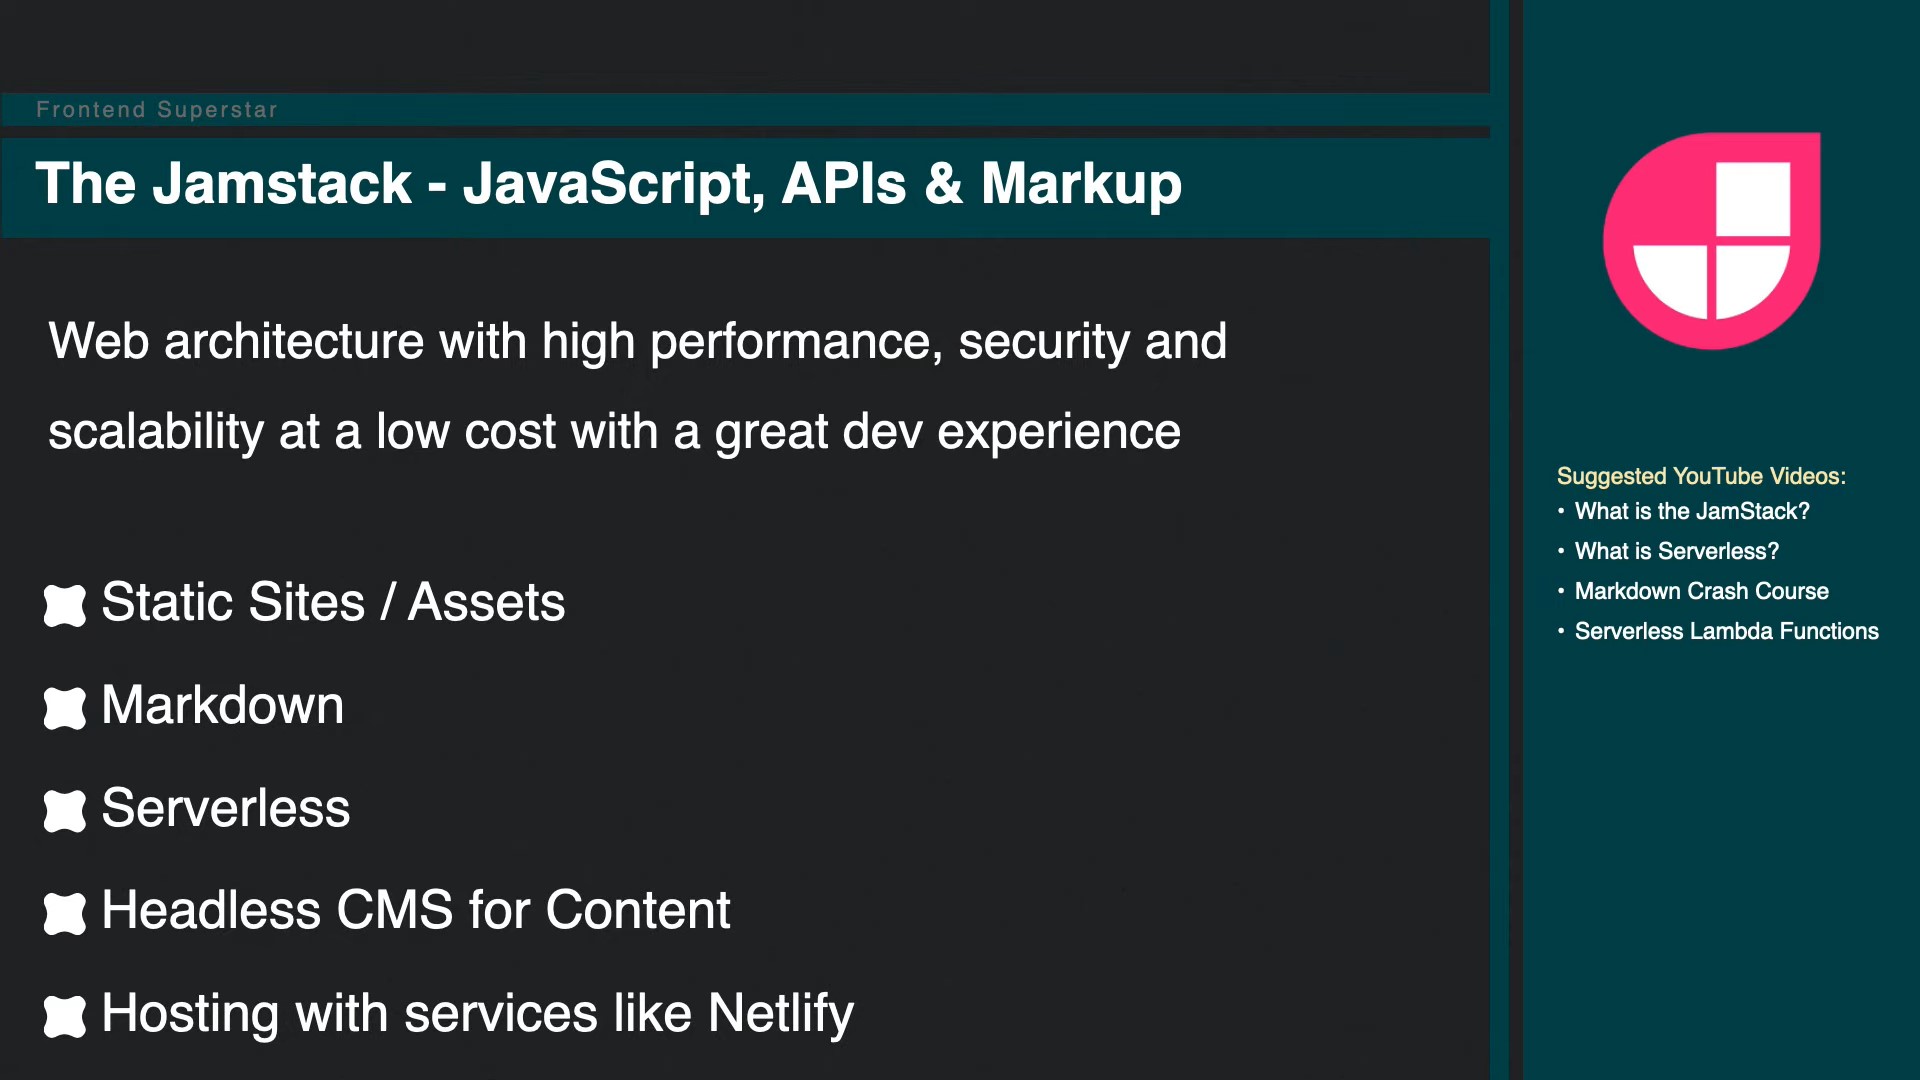 Frontend Superstar
The Jamstack - JavaScript, APIs & Markup
Web architecture with high performance, security and
scalability at a low cost with a great dev experience
Static Sites / Assets
Markdown
Serverless
Headless CMS for Content
Hosting with services like Netlify
Suggested YouTube Videos:
• What is the JamStack?
• What is Serverless?
• Markdown Crash Course
• Serverless Lambda Functions